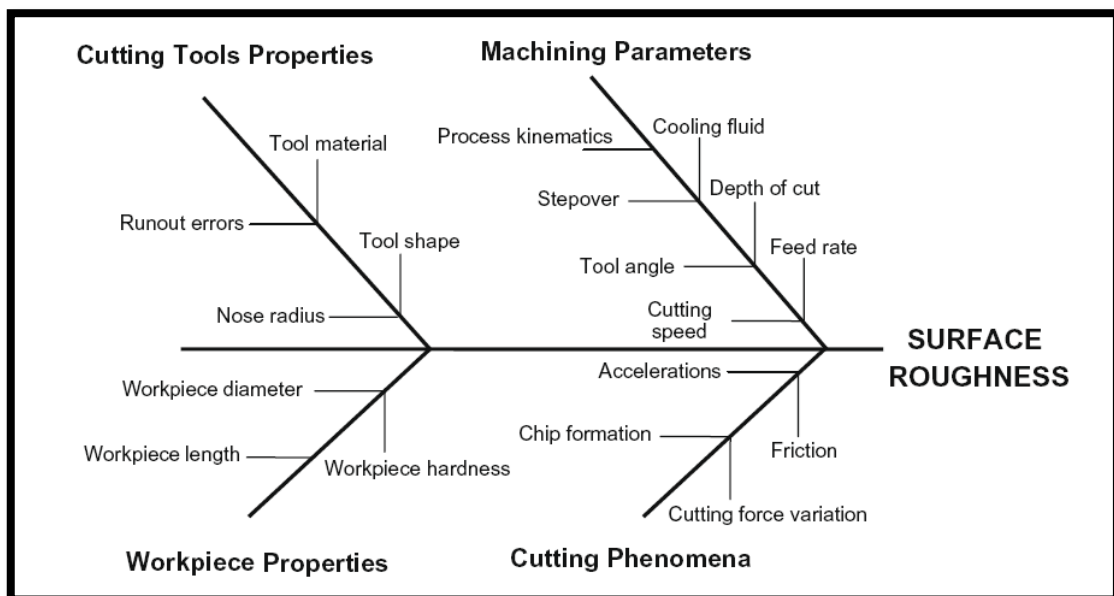 Cutting Tools Properties
Machining Parameters
Tool material
Runout errors
Tool shape
Nose radius
Process kinematics
Cooling fluid
Stepover
Depth of cut
Tool angle
Feed rate
Cutting
speed
SURFACE
ROUGHNESS
Workpiece diameter
Workpiece length
Workpiece hardness
Accelerations
Chip formation
Friction
Cutting force variation
Workpiece Properties
Cutting Phenomena